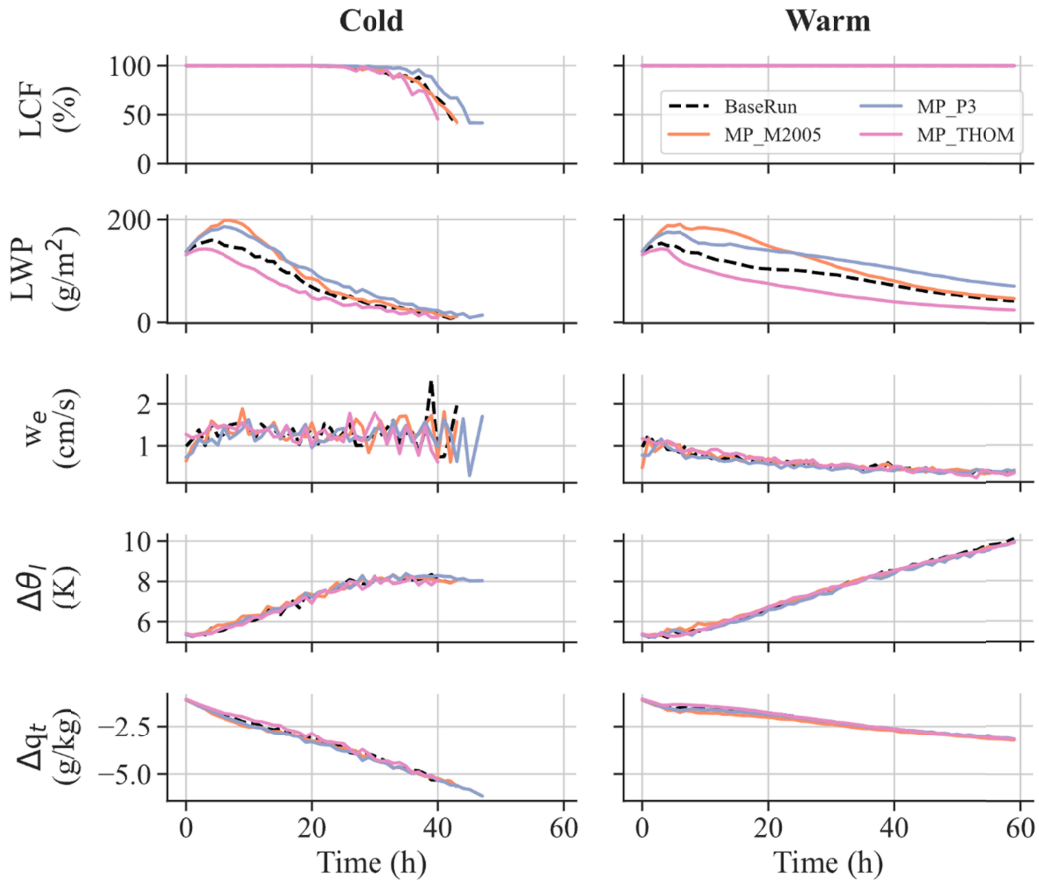 Cold
Warm
LCF
(%)
100
50
0
BaseRun
MP_M2005
MP_P3
MP_THOM
LWP
(g/m²)
200
0
wₑ
(cm/s)
2
1
Δθₗ
(K)
10
8
6
Δqₜ
(g/kg)
−2.5
−5.0
0 20 40 60
0 20 40 60
Time (h)
Time (h)